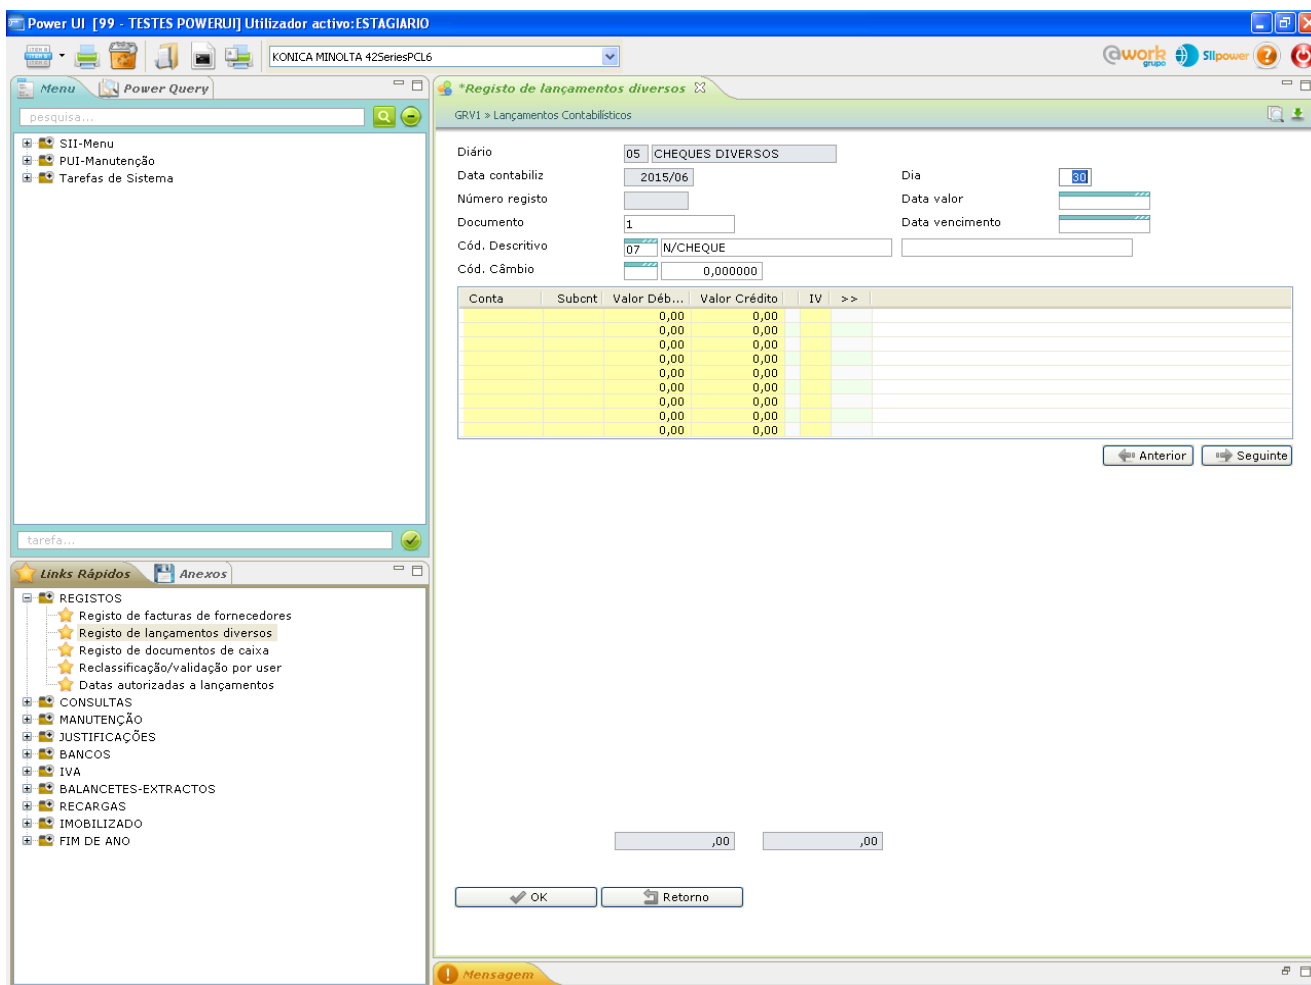 Power UI [99 - TESTES POWERUI] Utilizador activo:ESTAGIARIO
KONICA MINOLTA 42SeriesPCL6
@work grupo SIIpower
Menu Power Query
pesquisa...
SII-Menu
PUI-Manutenção
Tarefas de Sistema
tarefa...
Links Rápidos Anexos
REGISTOS
Registo de facturas de fornecedores
Registo de lançamentos diversos
Registo de documentos de caixa
Reclassificação/validação por user
Datas autorizadas a lançamentos
CONSULTAS
MANUTENÇÃO
JUSTIFICAÇÕES
BANCOS
IVA
BALANCETES-EXTRACTOS
RECARGAS
IMOBILIZADO
FIM DE ANO
*Registo de lançamentos diversos
GRV1 » Lançamentos Contabilísticos
Diário 05 CHEQUES DIVERSOS
Data contabiliz 2015/06 Dia 30
Número registo Data valor
Documento 1 Data vencimento
Cód. Descritivo 07 N/CHEQUE
Cód. Câmbio 0,000000
Conta Subcnt Valor Déb... Valor Crédito IV >>
0,00 0,00
0,00 0,00
0,00 0,00
0,00 0,00
0,00 0,00
0,00 0,00
0,00 0,00
0,00 0,00
0,00 0,00
Anterior Seguinte
,00 ,00
OK Retorno
Mensagem